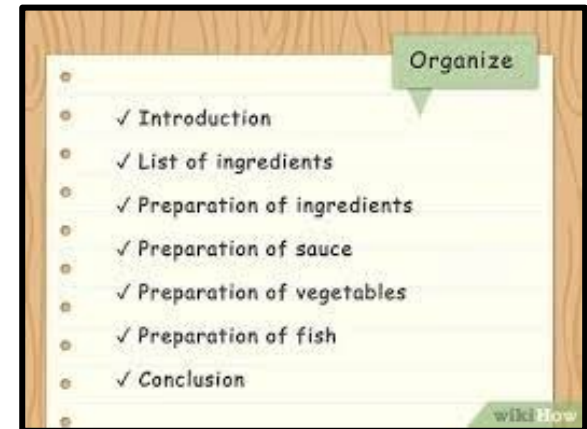 Organize
✓ Introduction
✓ List of ingredients
✓ Preparation of ingredients
✓ Preparation of sauce
✓ Preparation of vegetables
✓ Preparation of fish
✓ Conclusion
wikiHow